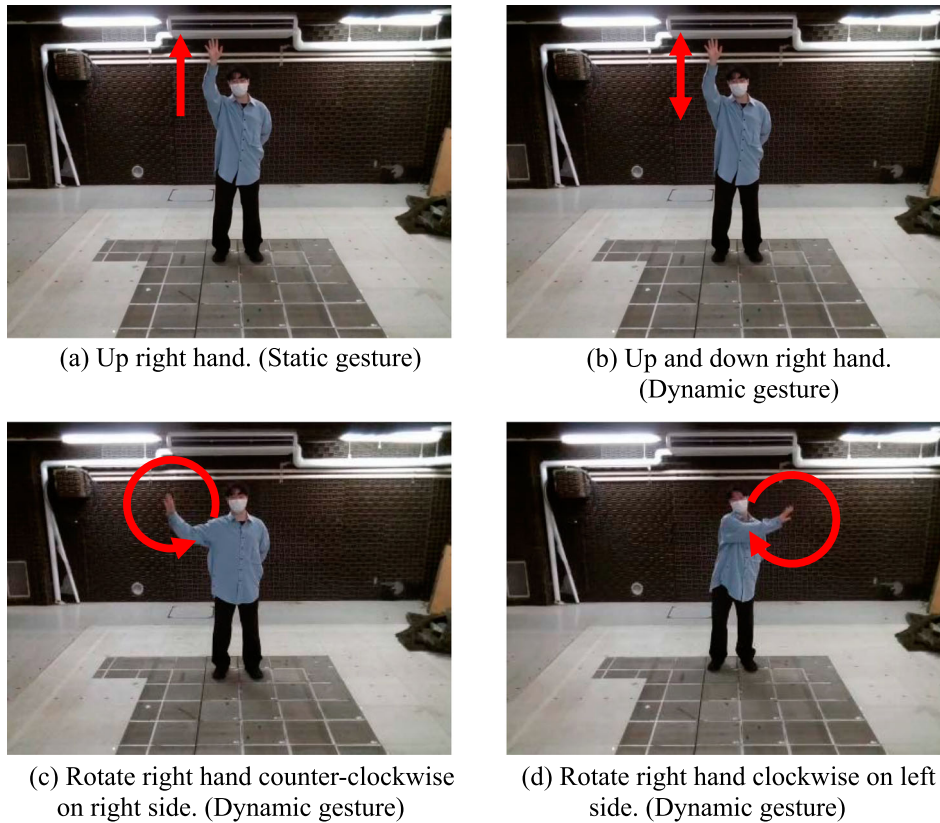 (a) Up right hand. (Static gesture)
(b) Up and down right hand.
(Dynamic gesture)
(c) Rotate right hand counter-clockwise
on right side. (Dynamic gesture)
(d) Rotate right hand clockwise on left
side. (Dynamic gesture)